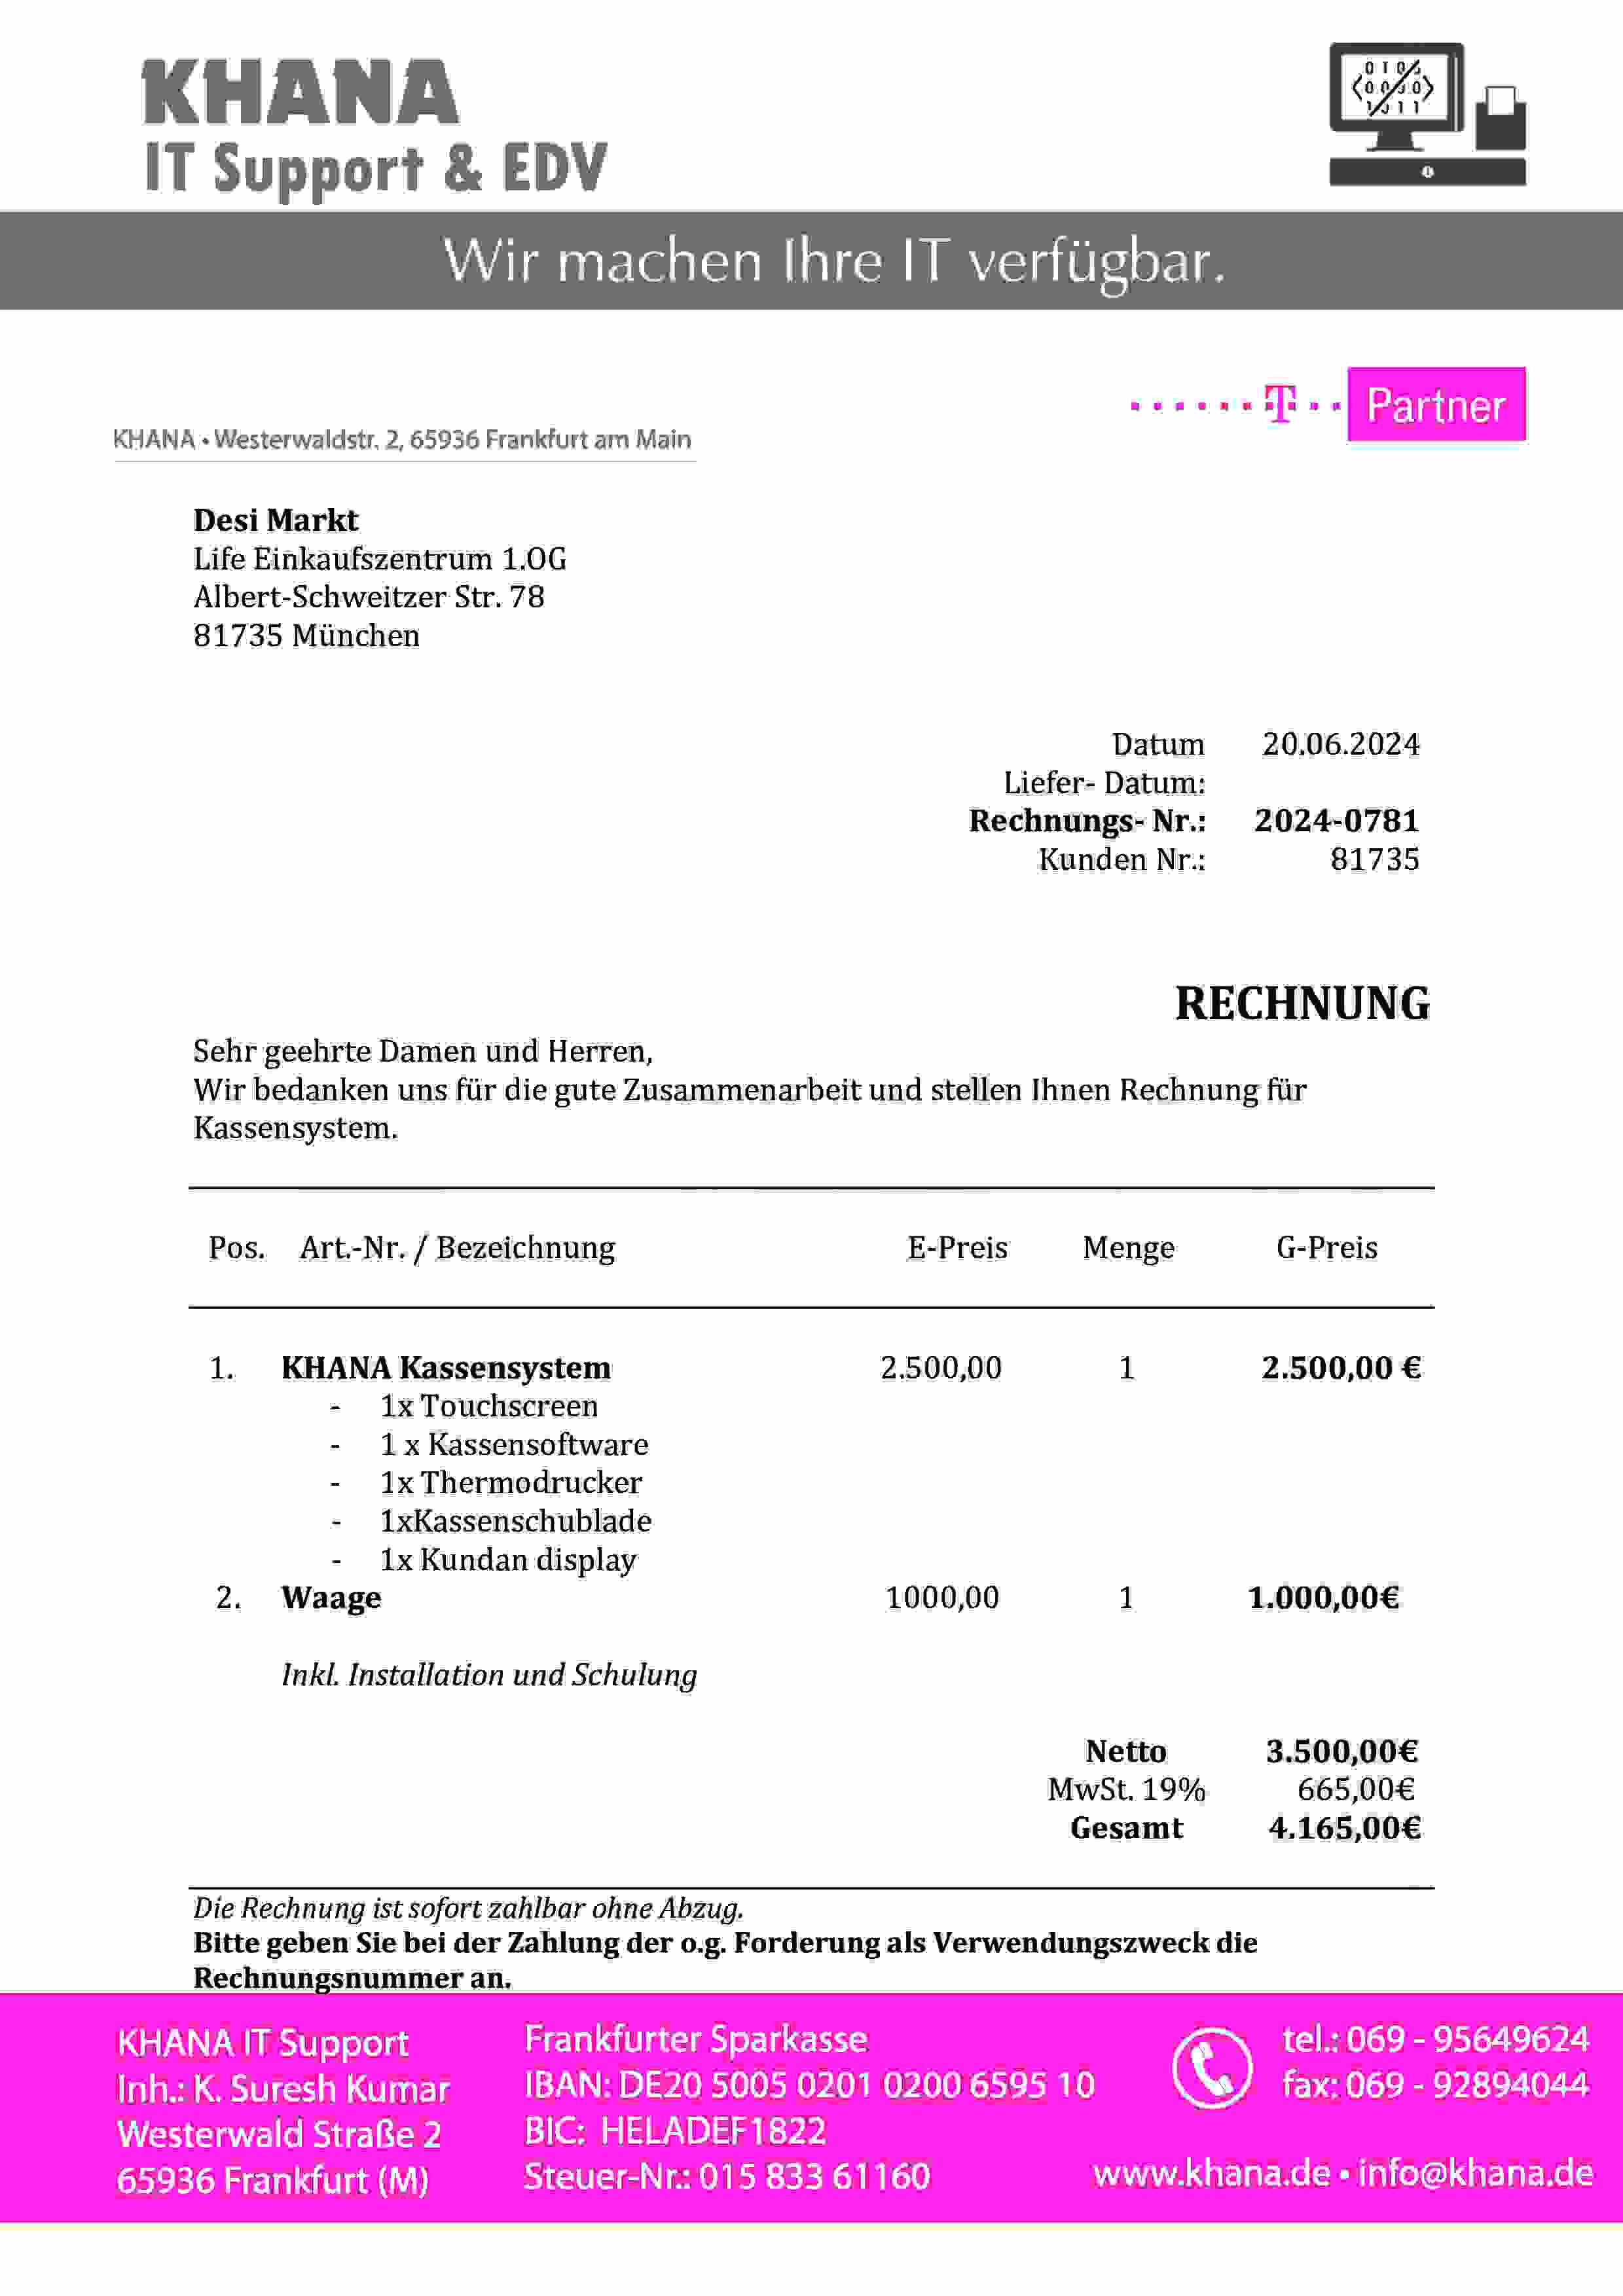 KHANA
IT Support & EDV
Wir machen Ihre IT verfügbar.
T Partner
KHANA • Westerwaldstr. 2, 65936 Frankfurt am Main
Desi Markt
Life Einkaufszentrum 1.OG
Albert-Schweitzer Str. 78
81735 München
Datum 20.06.2024
Liefer- Datum:
Rechnungs- Nr.: 2024-0781
Kunden Nr.: 81735
RECHNUNG
Sehr geehrte Damen und Herren,
Wir bedanken uns für die gute Zusammenarbeit und stellen Ihnen Rechnung für
Kassensystem.
Pos. Art.-Nr. / Bezeichnung E-Preis Menge G-Preis
1. KHANA Kassensystem 2.500,00 1 2.500,00 €
- 1x Touchscreen
- 1 x Kassensoftware
- 1x Thermodrucker
- 1xKassenschublade
- 1x Kundan display
2. Waage 1000,00 1 1.000,00€
Inkl. Installation und Schulung
Netto 3.500,00€
MwSt. 19% 665,00€
Gesamt 4.165,00€
Die Rechnung ist sofort zahlbar ohne Abzug.
Bitte geben Sie bei der Zahlung der o.g. Forderung als Verwendungszweck die
Rechnungsnummer an.
KHANA IT Support
Inh.: K. Suresh Kumar
Westerwald Straße 2
65936 Frankfurt (M)
Frankfurter Sparkasse
IBAN: DE20 5005 0201 0200 6595 10
BIC: HELADEF1822
Steuer-Nr.: 015 833 61160
tel.: 069 - 95649624
fax: 069 - 92894044
www.khana.de • info@khana.de